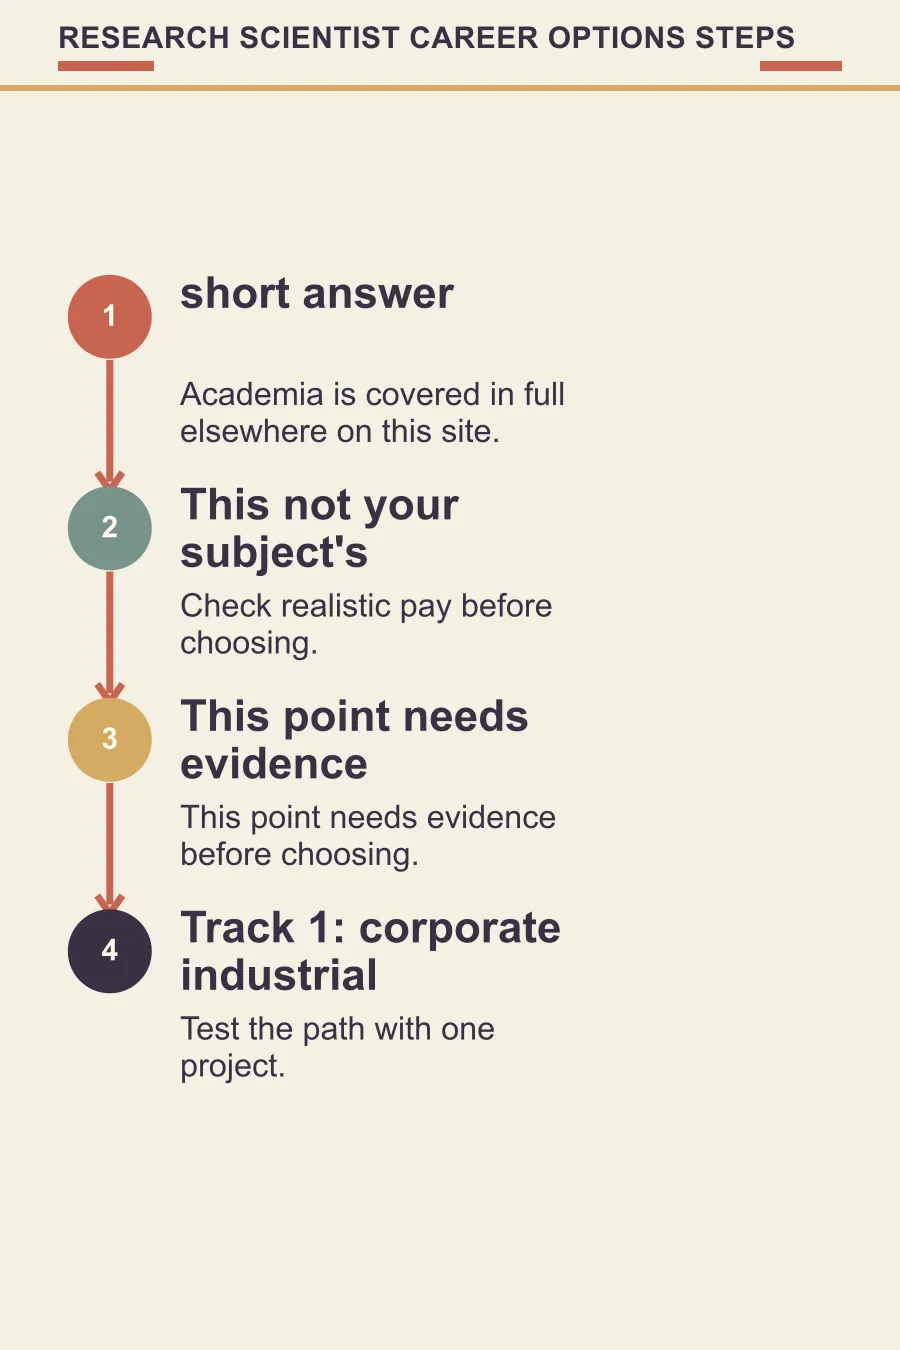 RESEARCH SCIENTIST CAREER OPTIONS STEPS
1
short answer
Academia is covered in full
elsewhere on this site.
2
This not your
subject's
Check realistic pay before
choosing.
3
This point needs
evidence
This point needs evidence
before choosing.
4
Track 1: corporate
industrial
Test the path with one
project.